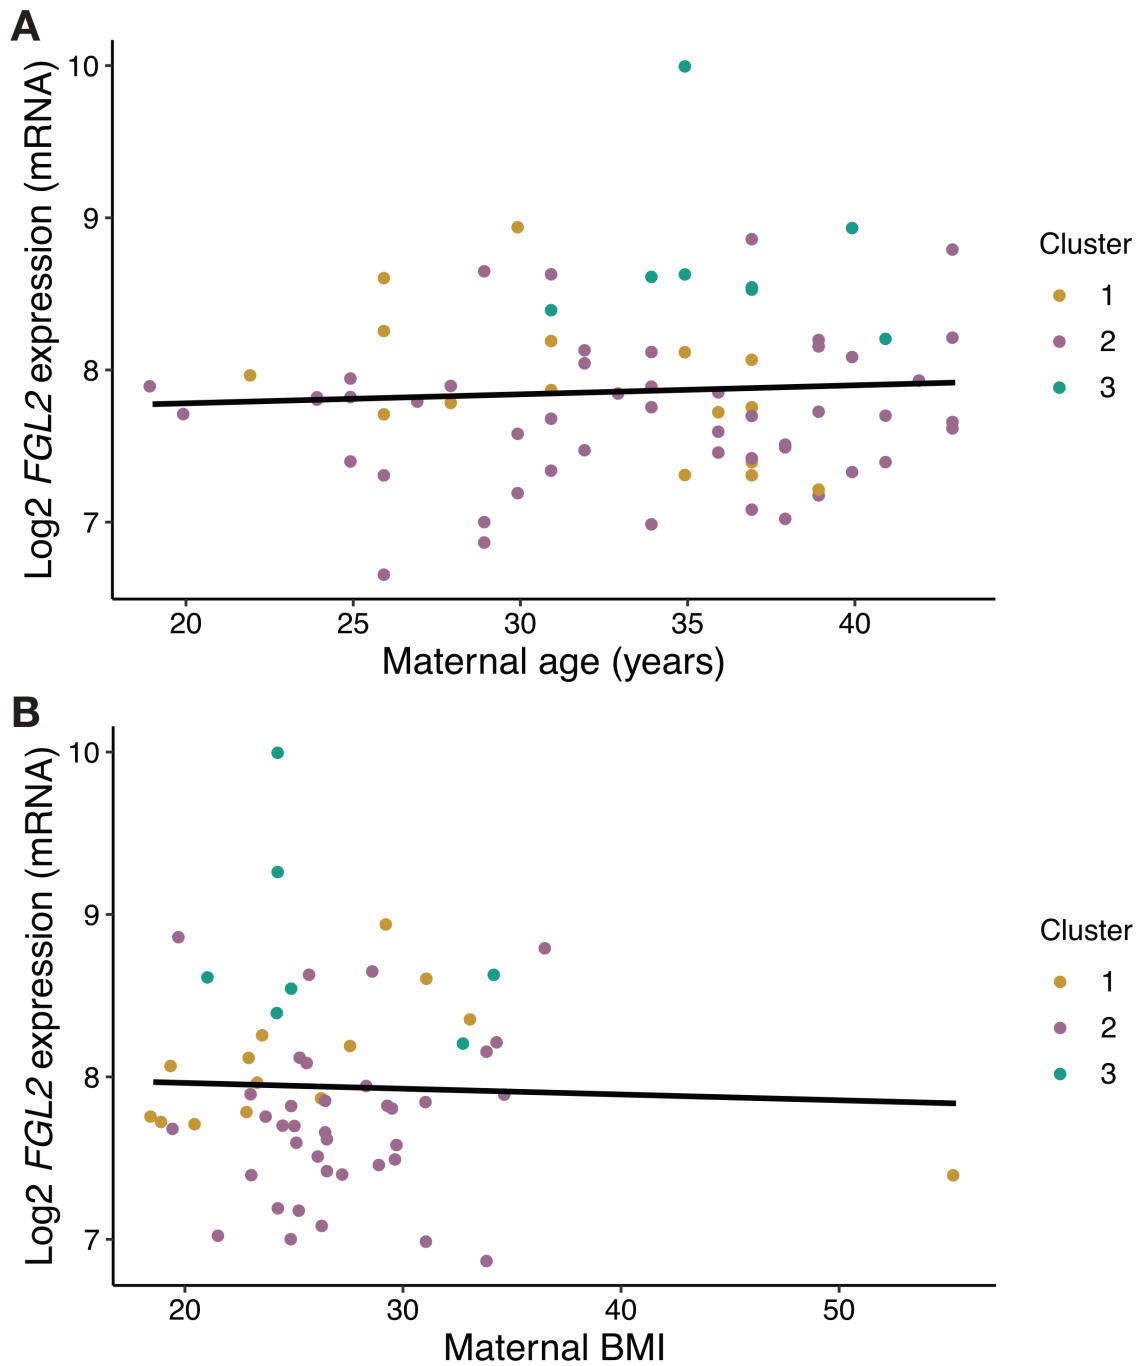 A
Log2 FGL2 expression (mRNA)
10
9
8
7
20 25 30 35 40
Maternal age (years)
Cluster
1
2
3
B
Log2 FGL2 expression (mRNA)
10
9
8
7
20 30 40 50
Maternal BMI
Cluster
1
2
3